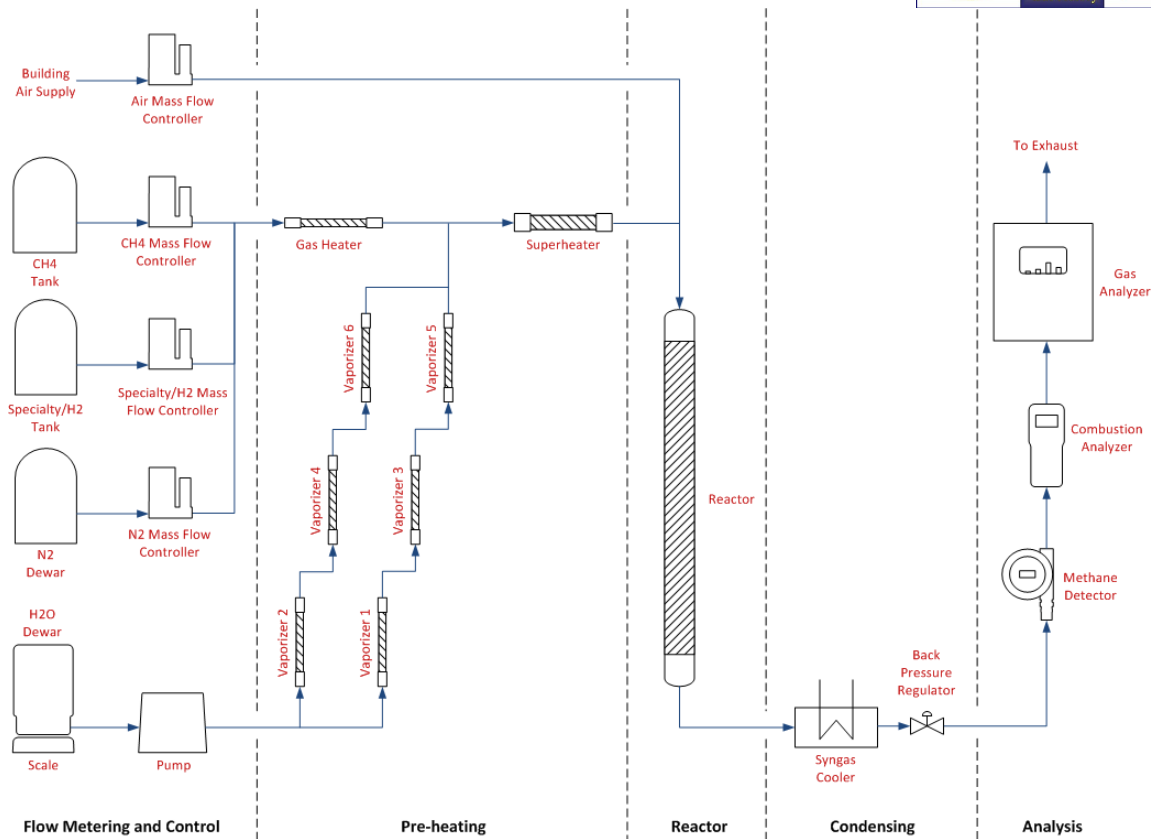 Building
Air Supply
Air Mass Flow
Controller
To Exhaust
CH4
Tank
CH4 Mass Flow
Controller
Gas Heater
Superheater
Gas
Analyzer
Specialty/H2
Tank
Specialty/H2 Mass
Flow Controller
Vaporizer 6
Vaporizer 5
Combustion
Analyzer
N2
Dewar
N2 Mass Flow
Controller
Vaporizer 4
Vaporizer 3
Reactor
Methane
Detector
H2O
Dewar
Scale
Pump
Vaporizer 2
Vaporizer 1
Back
Pressure
Regulator
Syngas
Cooler
Flow Metering and Control
Pre-heating
Reactor
Condensing
Analysis